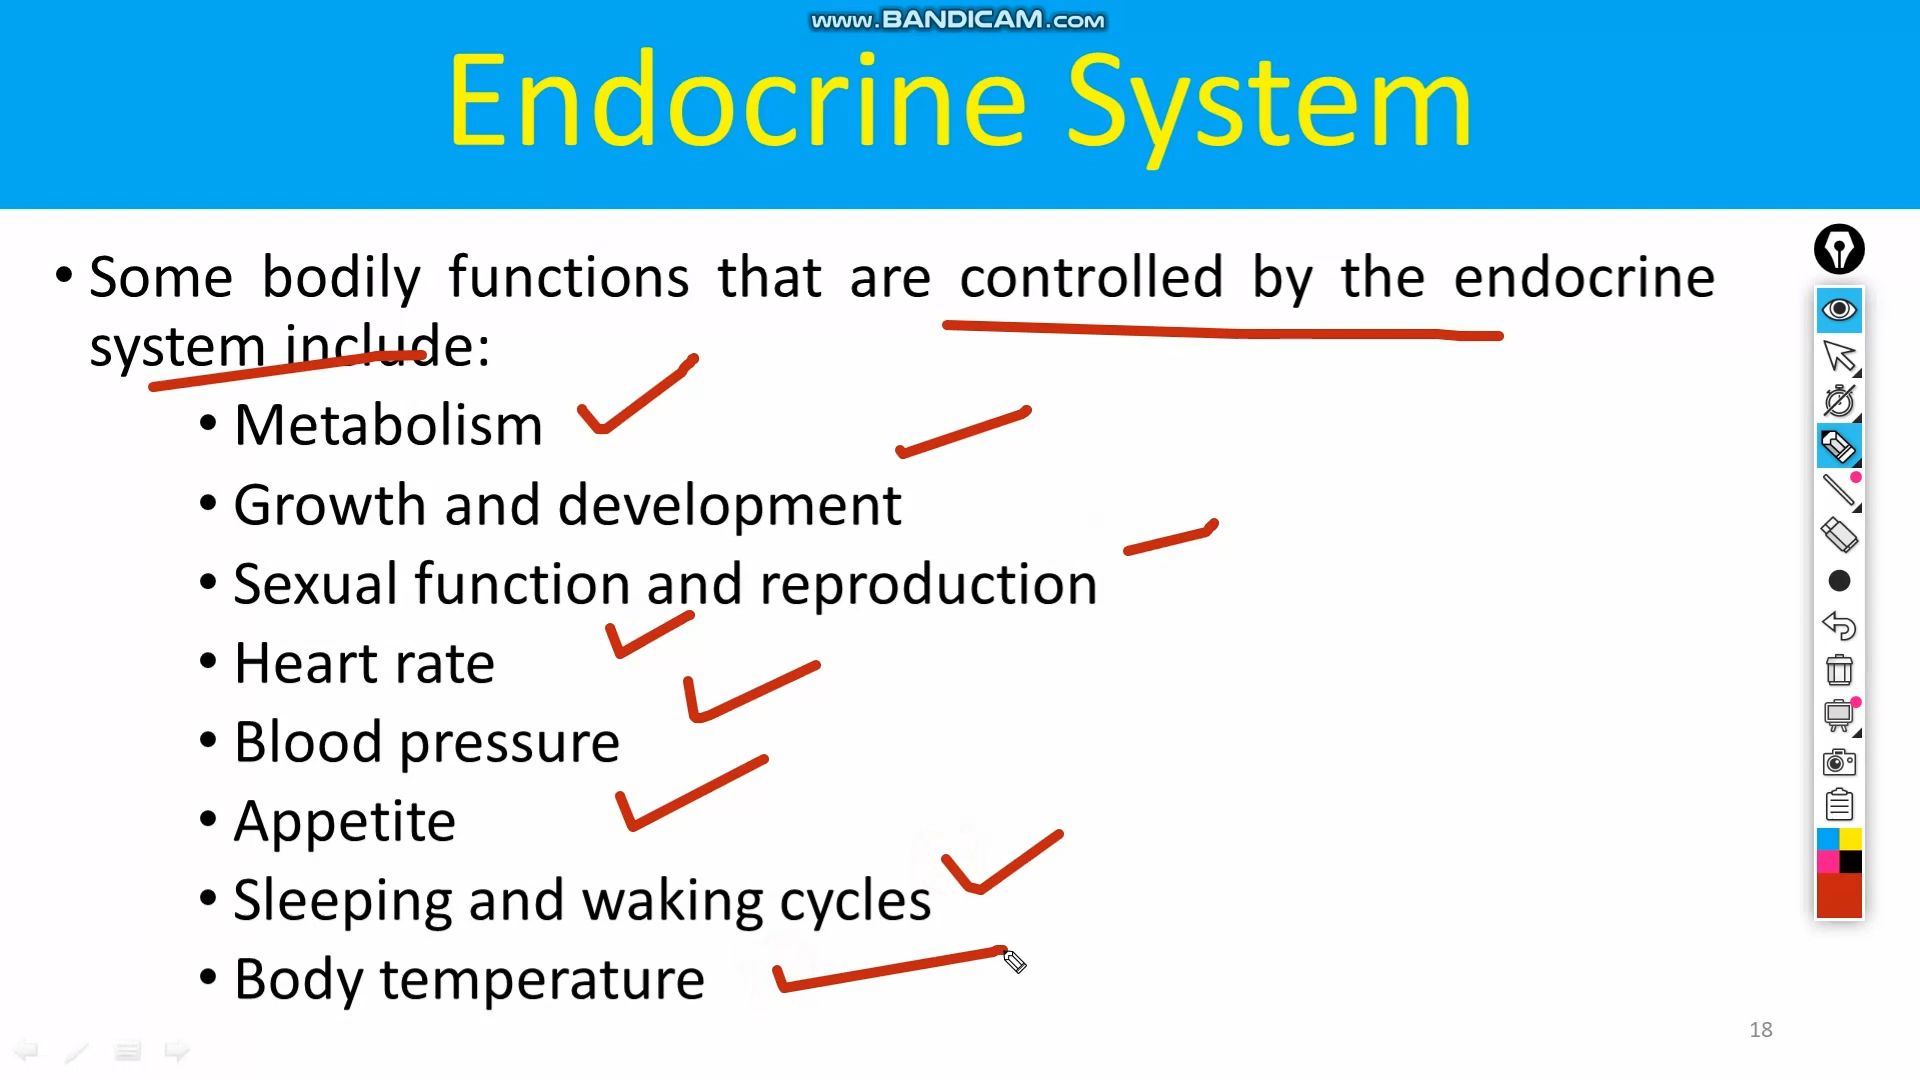 www.BANDICAM.com
Endocrine System
• Some bodily functions that are controlled by the endocrine
system include:
• Metabolism
• Growth and development
• Sexual function and reproduction
• Heart rate
• Blood pressure
• Appetite
• Sleeping and waking cycles
• Body temperature
18